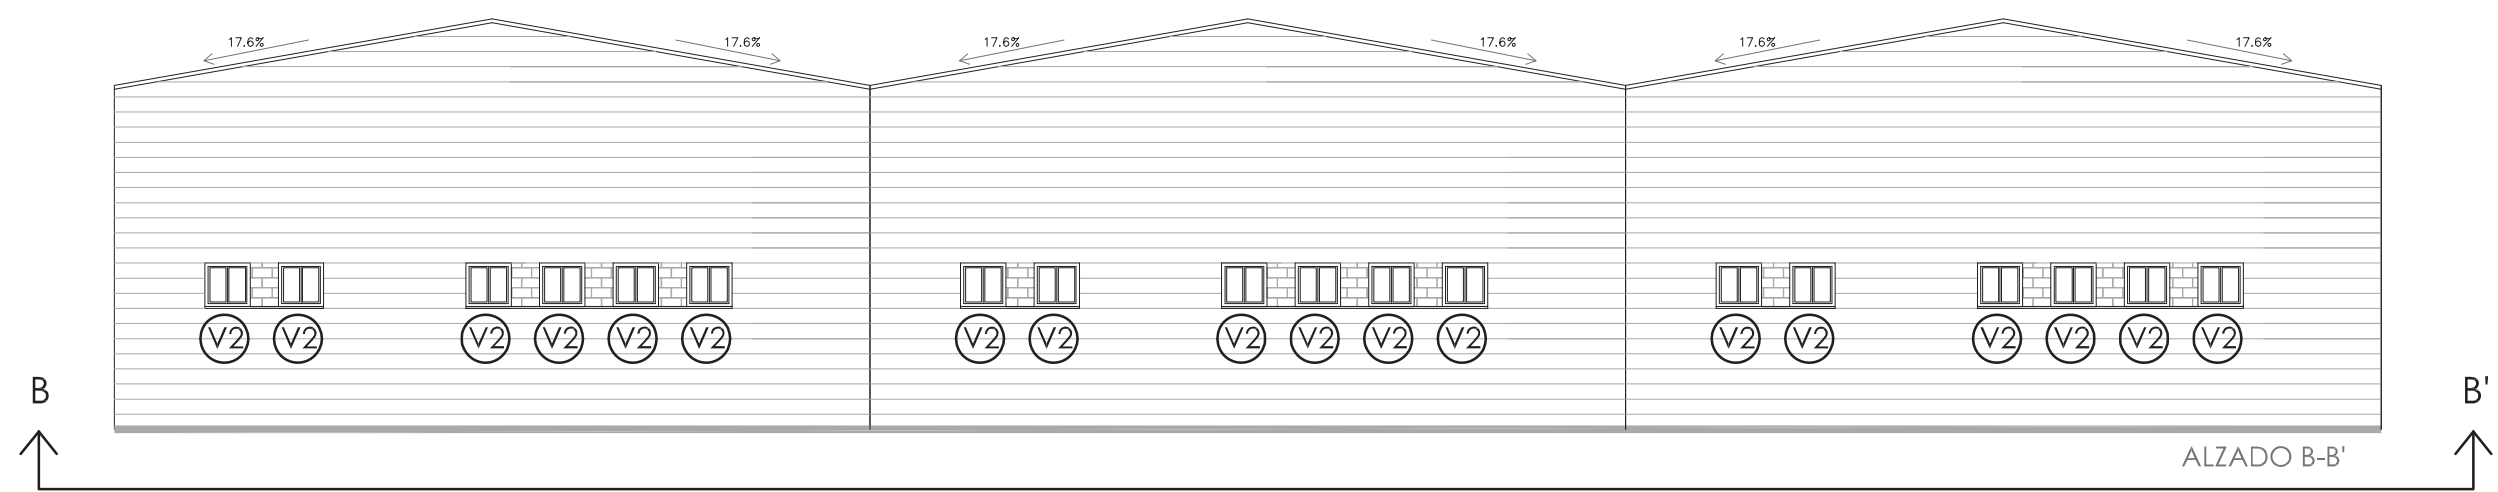 17.6% 17.6% 17.6% 17.6% 17.6% 17.6%
V2 V2 V2 V2 V2 V2 V2 V2 V2 V2 V2 V2 V2 V2 V2 V2 V2 V2
B B'
ALZADO B-B'